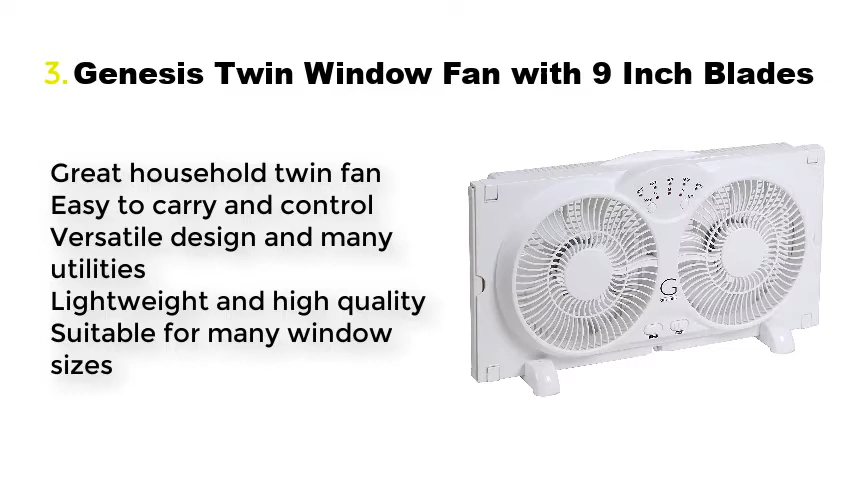 3. Genesis Twin Window Fan with 9 Inch Blades
Great household twin fan
Easy to carry and control
Versatile design and many
utilities
Lightweight and high quality
Suitable for many window
sizes
G